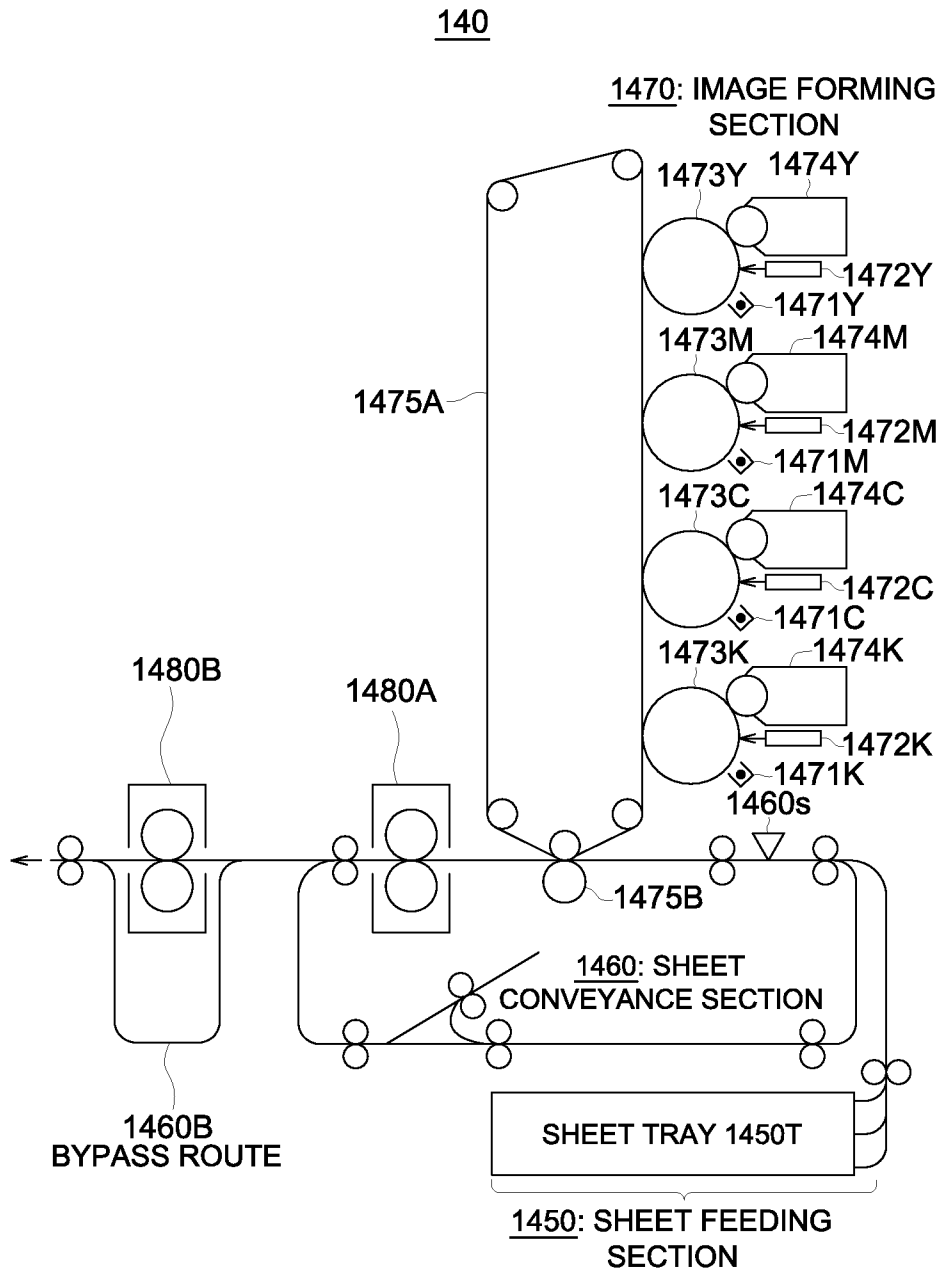 140
1470: IMAGE FORMING
SECTION
1474Y
1473Y
1472Y
1471Y
1473M
1474M
1475A
1472M
1471M
1473C
1474C
1472C
1471C
1473K
1474K
1480B
1480A
1472K
1471K
1460s
1475B
1460: SHEET
CONVEYANCE SECTION
1460B
BYPASS ROUTE
SHEET TRAY 1450T
1450: SHEET FEEDING
SECTION